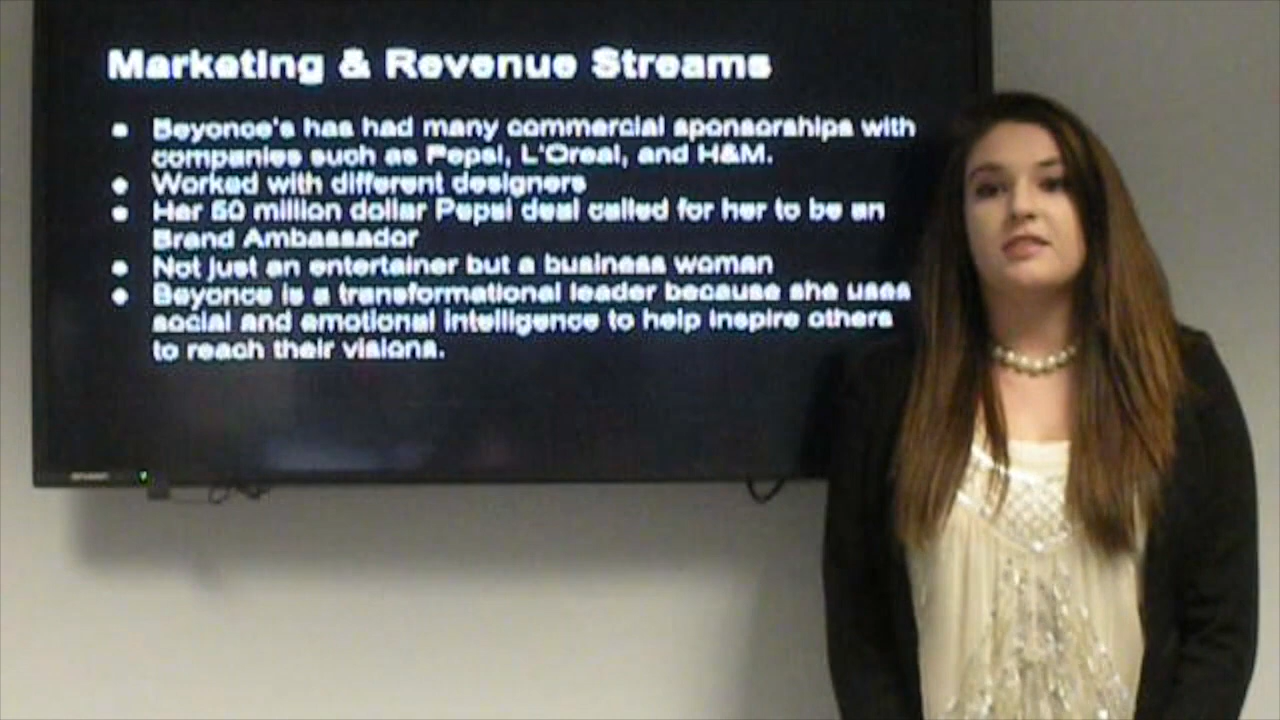 Marketing & Revenue Streams
• Beyonce's has had many commercial sponsorships with
companies such as Pepsi, L'Oreal, and H&M.
• Worked with different designers
• Her 50 million dollar Pepsi deal called for her to be an
Brand Ambassador
• Not just an entertainer but a business woman
• Beyonce is a transformational leader because she uses
social and emotional intelligence to help inspire others
to reach their visions.